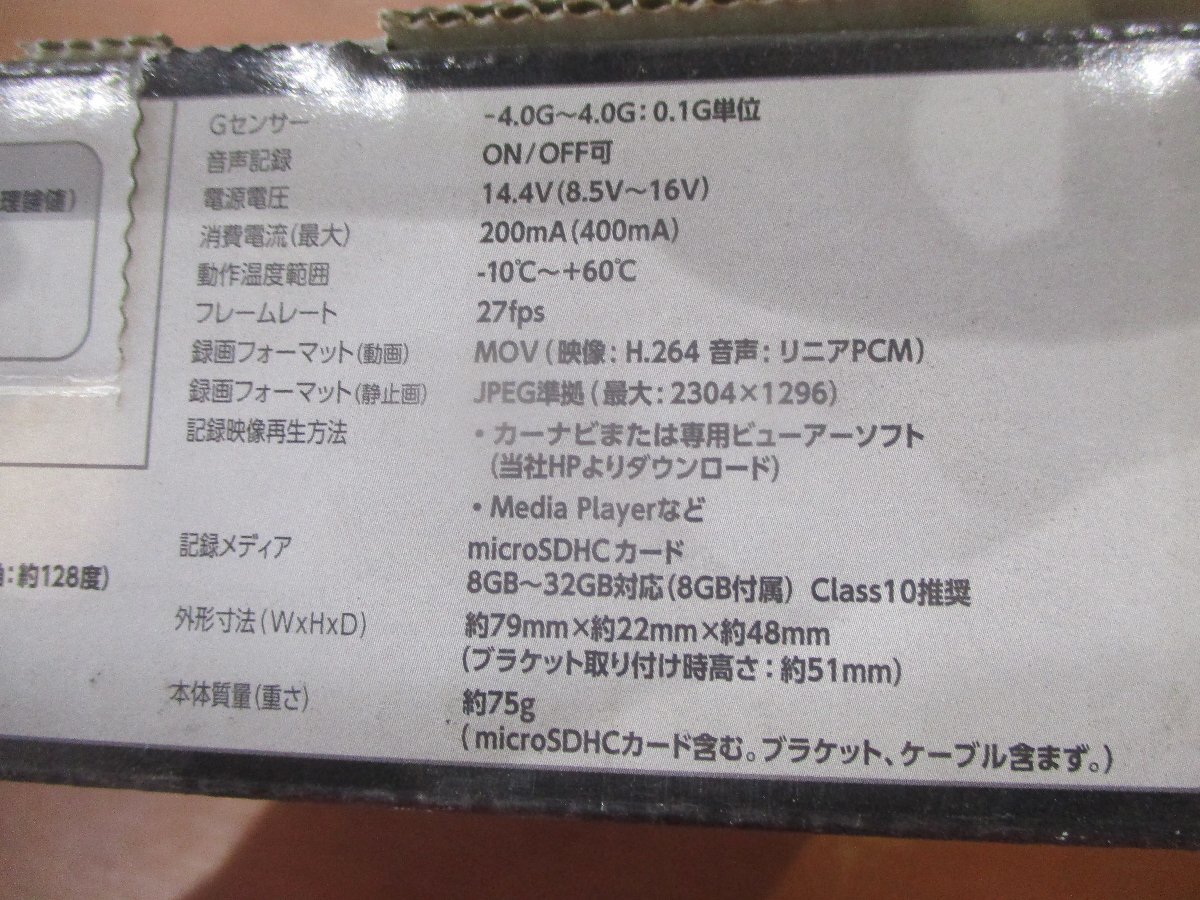 理論値)
:約128度)
Gセンサー -4.0G～4.0G:0.1G単位
音声記録 ON/OFF可
電源電圧 14.4V(8.5V～16V)
消費電流(最大) 200mA(400mA)
動作温度範囲 -10℃～+60℃
フレームレート 27fps
録画フォーマット(動画) MOV(映像:H.264 音声:リニアPCM)
録画フォーマット(静止画) JPEG準拠(最大:2304×1296)
記録映像再生方法 ・カーナビまたは専用ビューアーソフト
(当社HPよりダウンロード)
・Media Playerなど
記録メディア microSDHCカード
8GB～32GB対応(8GB付属) Class10推奨
外形寸法(WxHxD) 約79mm×約22mm×約48mm
(ブラケット取り付け時高さ:約51mm)
本体質量(重さ) 約75g
(microSDHCカード含む。ブラケット、ケーブル含まず。)